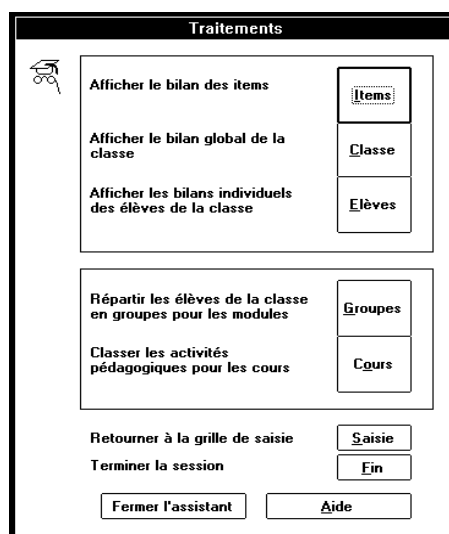 Traitements
Afficher le bilan des items
Items
Afficher le bilan global de la
classe
Classe
Afficher les bilans individuels
des élèves de la classe
Elèves
Répartir les élèves de la classe
en groupes pour les modules
Groupes
Classer les activités
pédagogiques pour les cours
Cours
Retourner à la grille de saisie
Saisie
Terminer la session
Fin
Fermer l'assistant
Aide